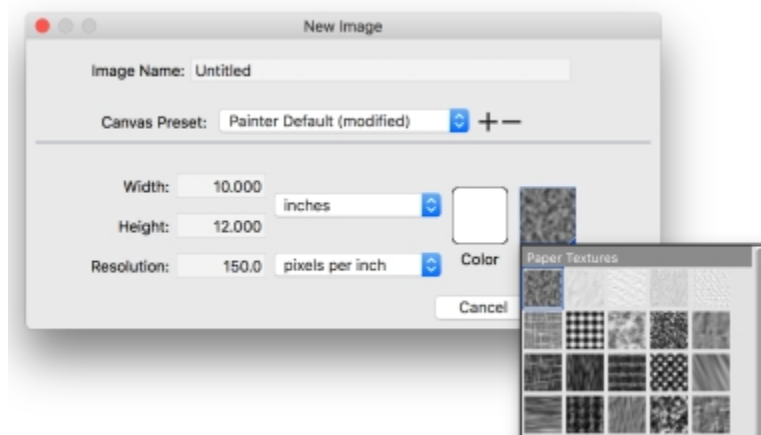 New Image
Image Name: Untitled
Canvas Preset: Painter Default (modified)
Width: 10.000
inches
Height: 12.000
Resolution: 150.0 pixels per inch
Color
Paper Textures
Cancel